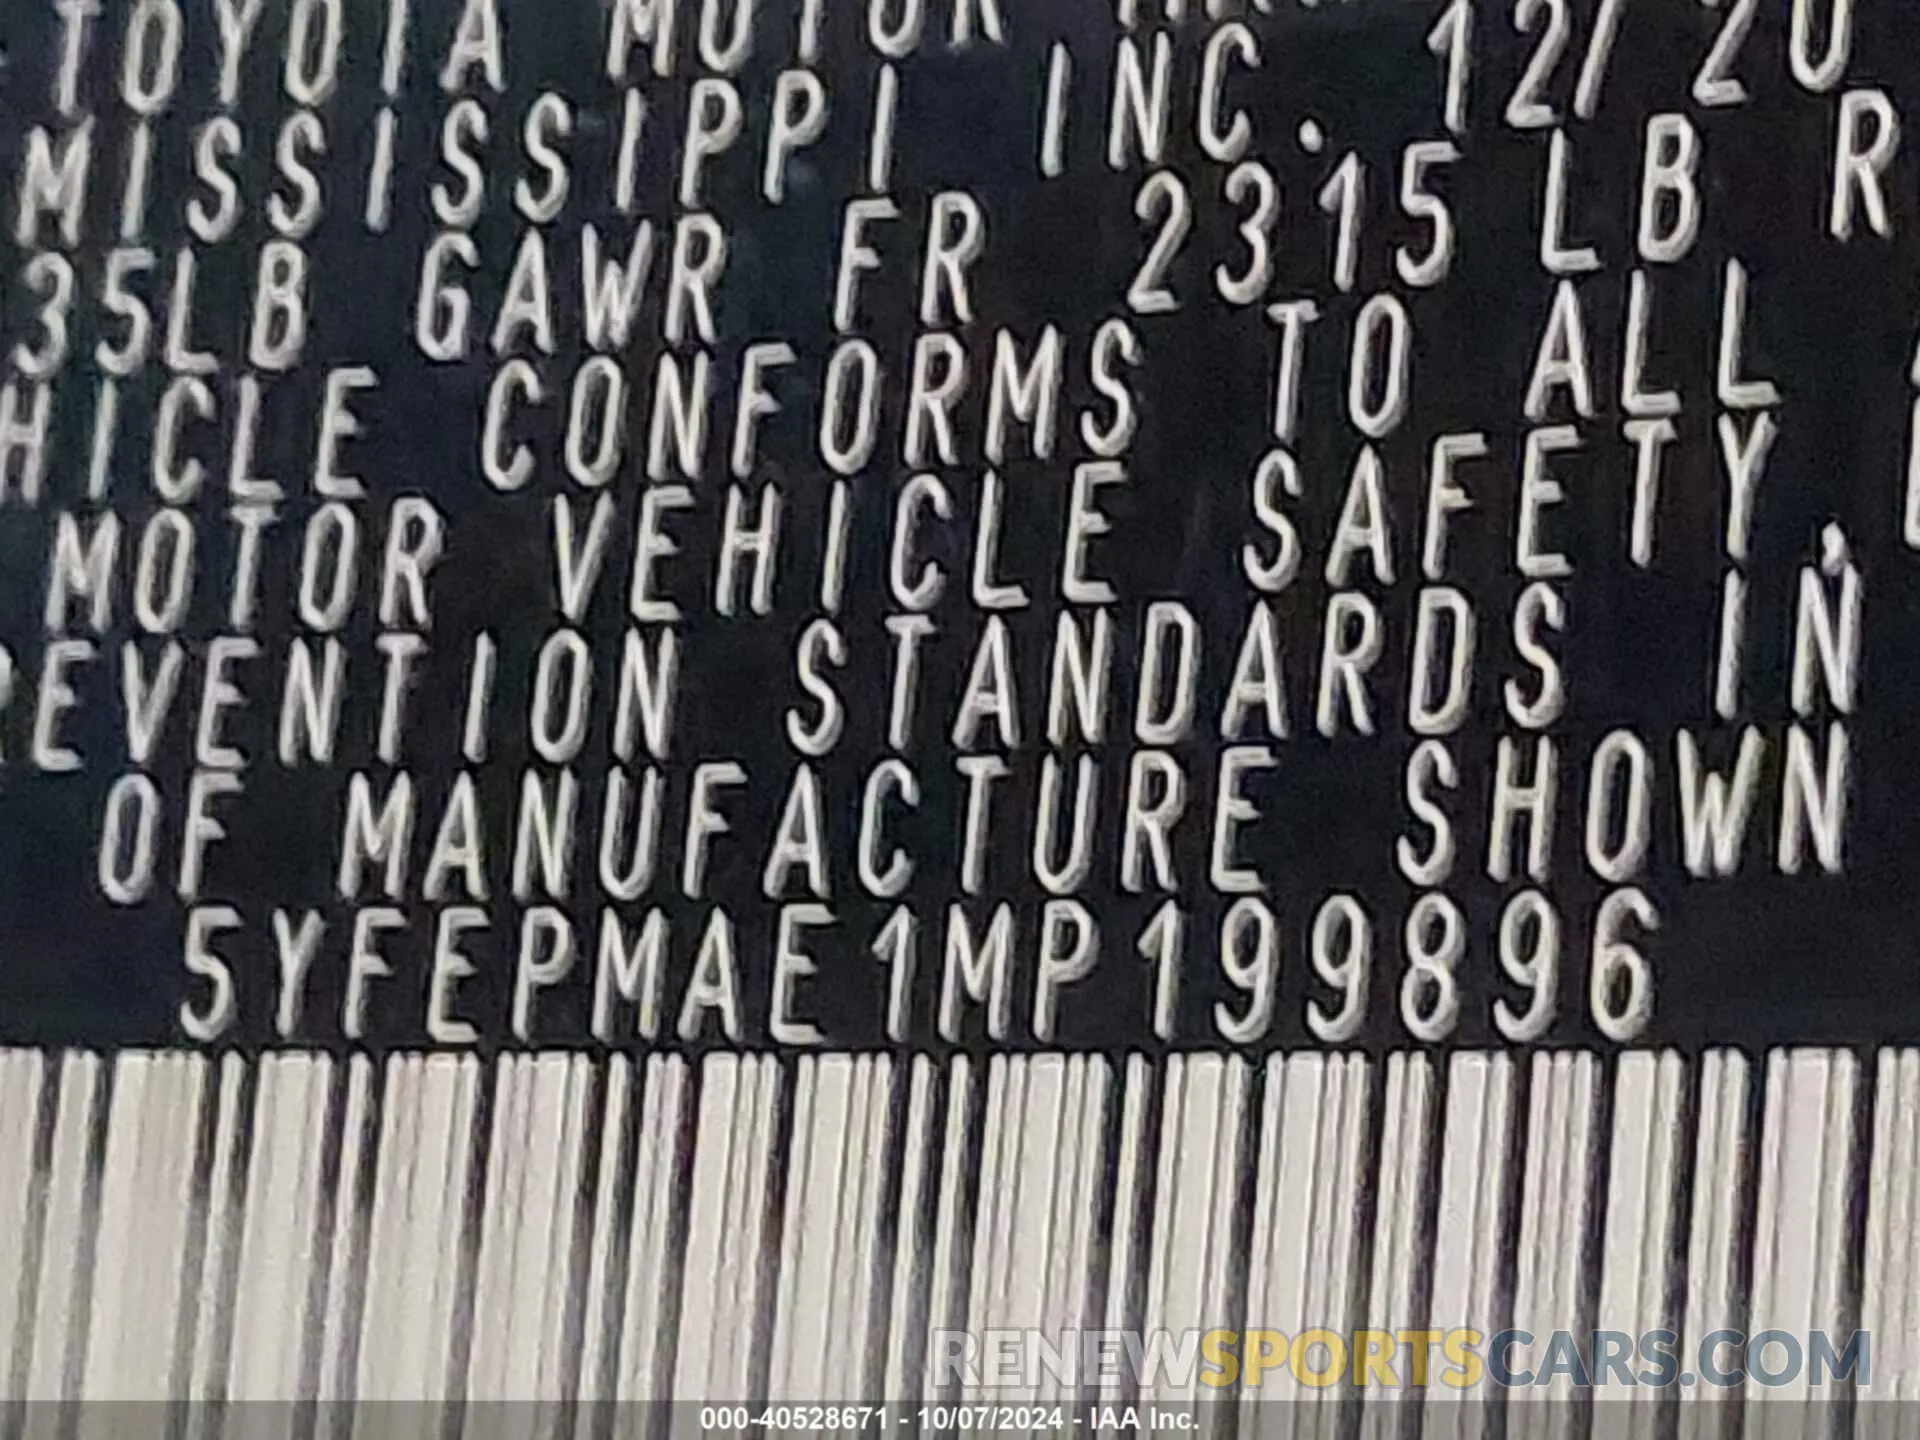 TOYOTA MOTOR
MISSISSIPPI INC. 12/20
35LB GAWR FR 2315 LB R
HICLE CONFORMS TO ALL
MOTOR VEHICLE SAFETY,
REVENTION STANDARDS IN
OF MANUFACTURE SHOWN
5YFEPMAE1MP199896
RENEWSPORTSCARS.COM
000-40528671 - 10/07/2024 - IAA Inc.